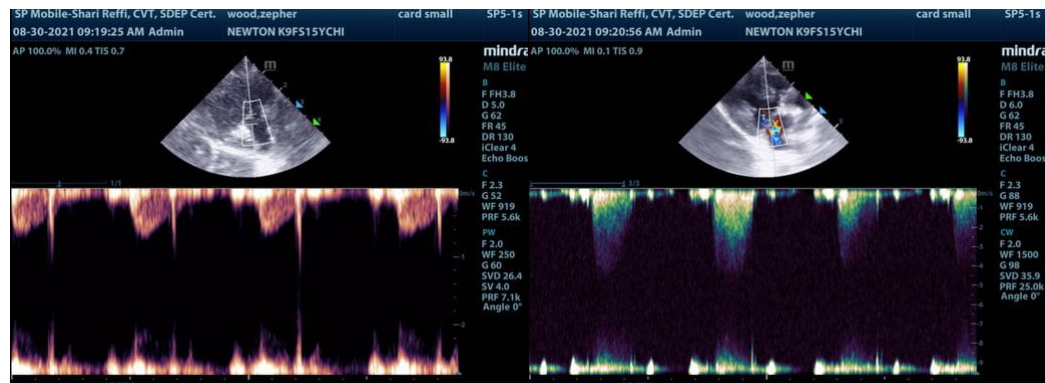 SP Mobile-Shari Reffi, CVT, SDEP Cert. wood,zepher card small SP5-1s
08-30-2021 09:19:25 AM Admin NEWTON K9FS15YCHI
AP 100.0% MI 0.4 TIS 0.7
mindra
M8 Elite
m
93.8
-93.8
B
F FH3.8
D 5.0
G 62
FR 45
DR 130
iClear 4
Echo Boos
C
F 2.3
G 52
WF 919
PRF 5.6k
PW
F 2.0
WF 250
G 60
SVD 26.4
SV 4.0
PRF 7.1k
Angle 0°
1/1
0m/s
-1
-2
SP Mobile-Shari Reffi, CVT, SDEP Cert. wood,zepher card small SP5-1s
08-30-2021 09:20:56 AM Admin NEWTON K9FS15YCHI
AP 100.0% MI 0.1 TIS 0.9
mindra
M8 Elite
m
93.8
-93.8
B
F FH3.8
D 6.0
G 62
FR 45
DR 130
iClear 4
Echo Boos
C
F 2.3
G 88
WF 919
PRF 5.6k
CW
F 2.0
WF 1500
G 98
SVD 35.9
PRF 25.0k
Angle 0°
3/3
0m/s
-1
-2
-3
-4
-5
-6
-7
-8
-9